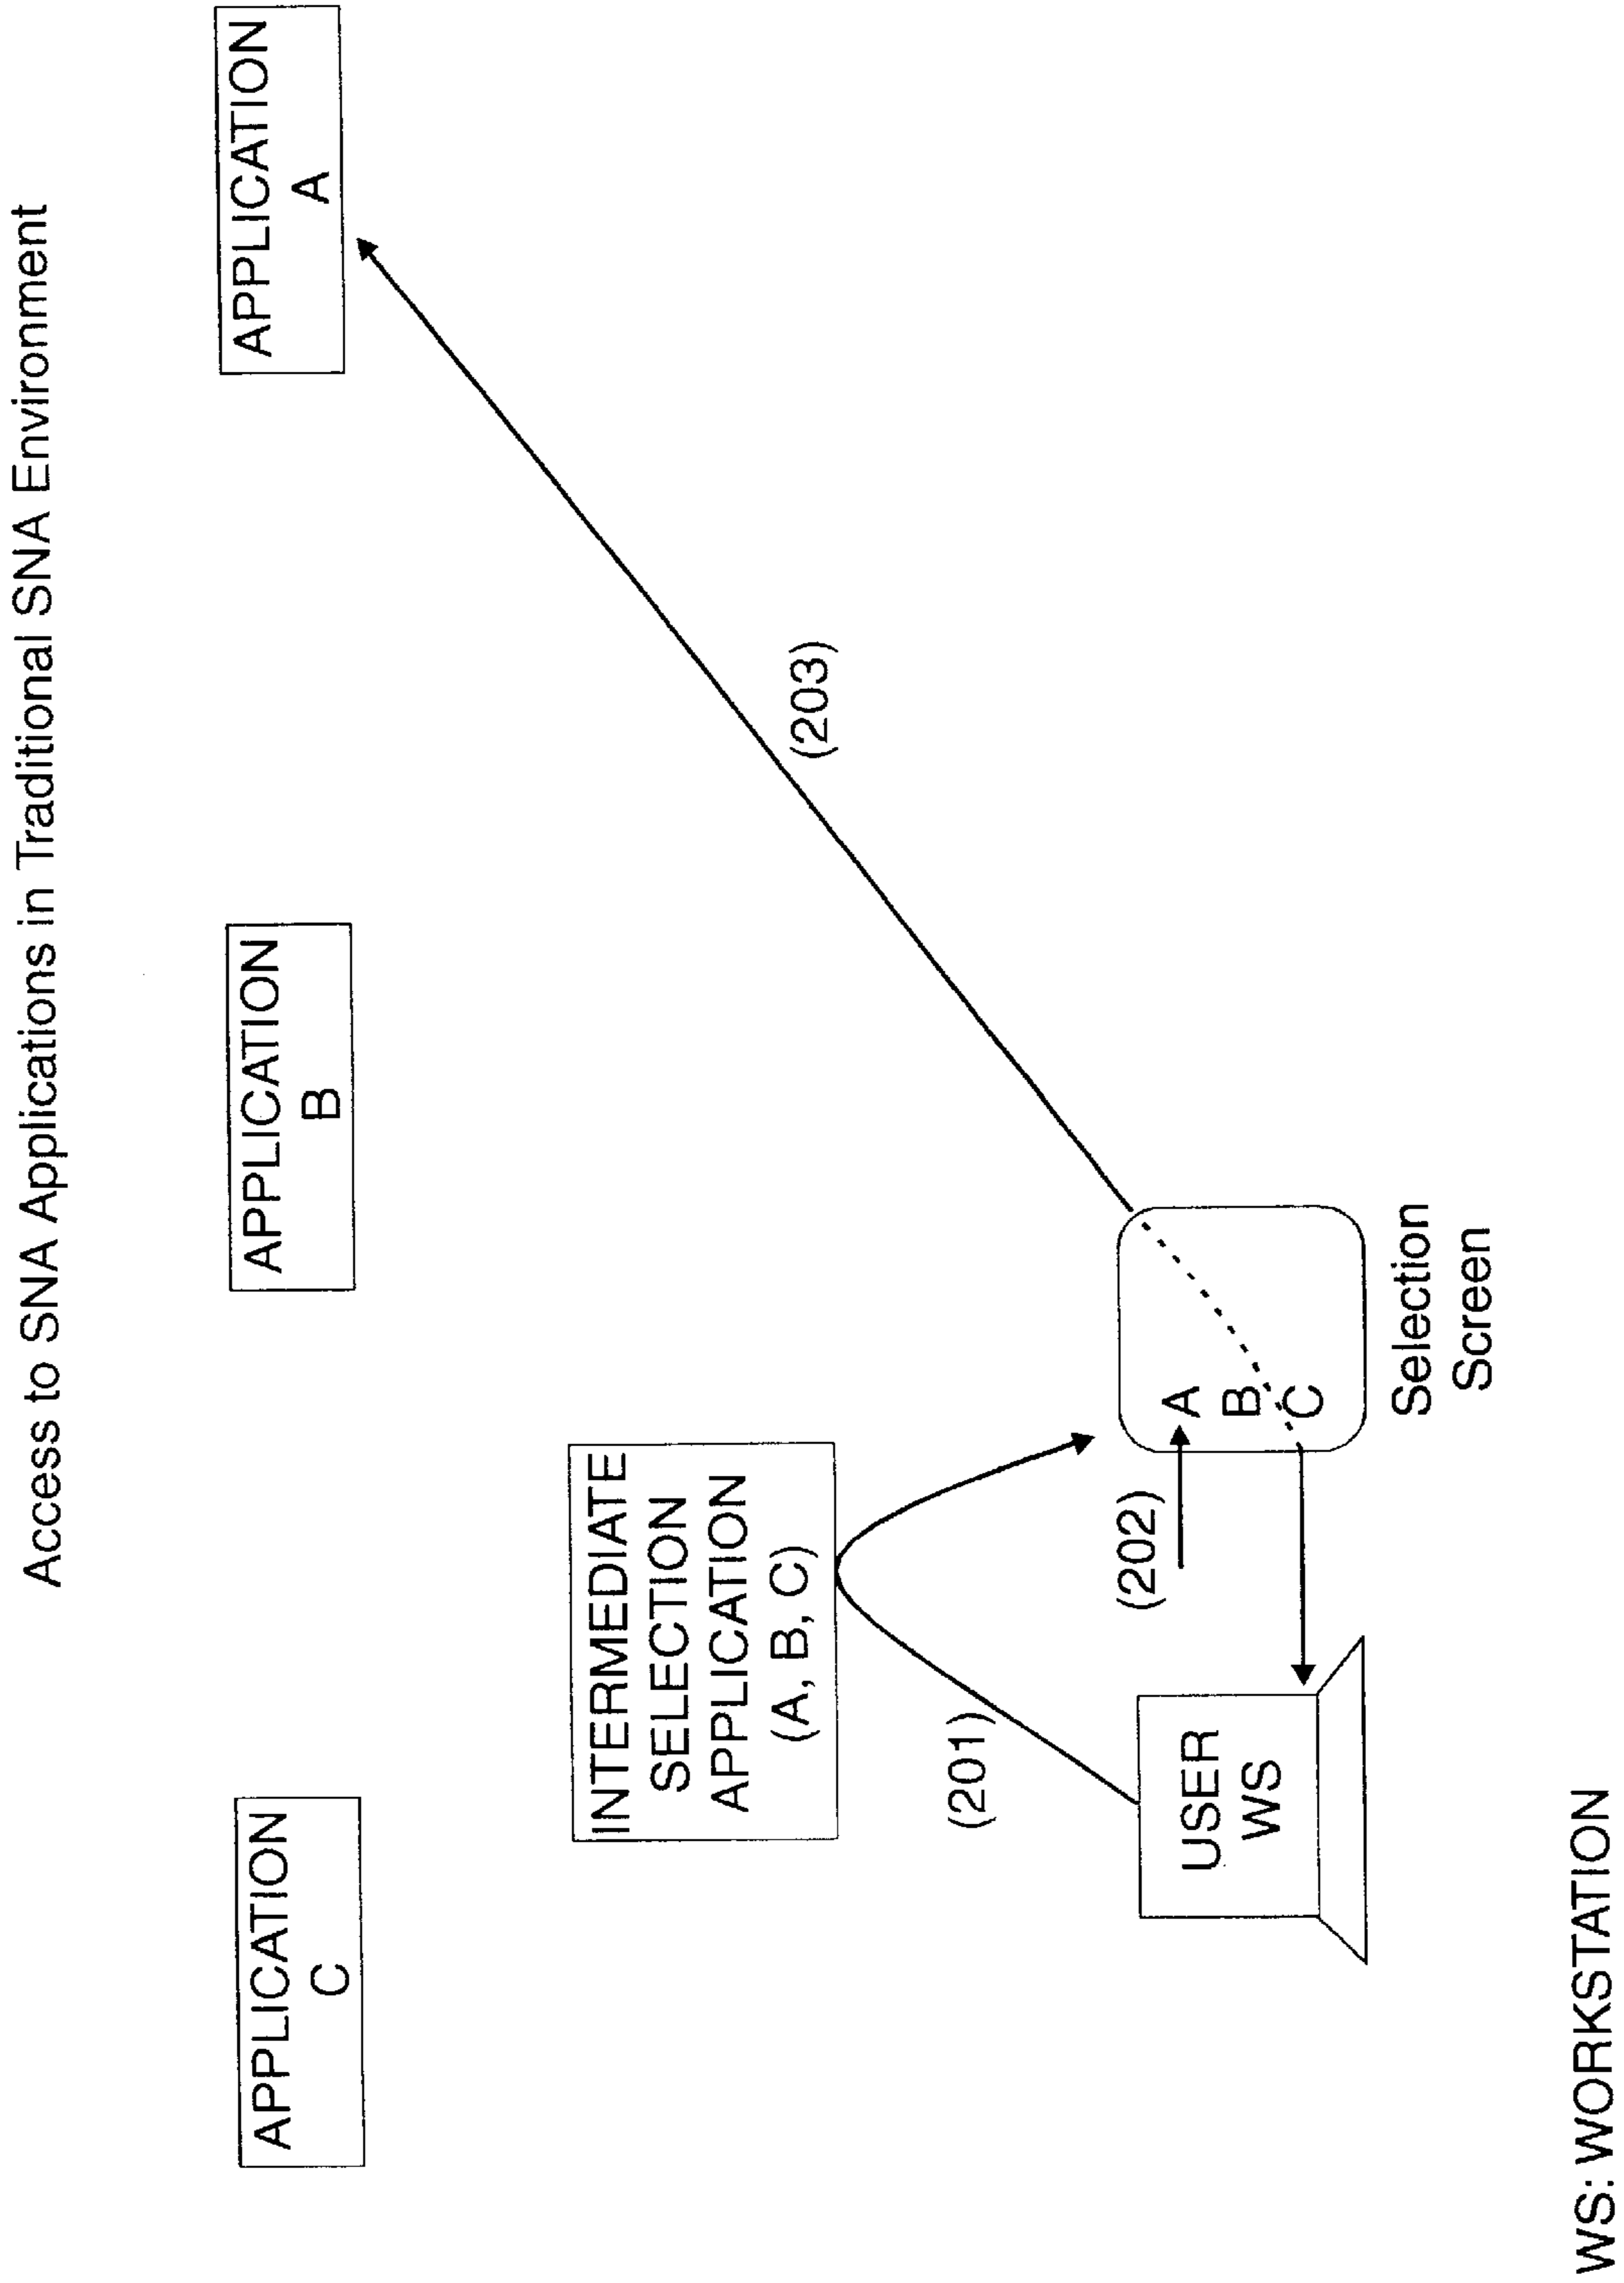 Access to SNA Applications in Traditional SNA Environment
APPLICATION
C
APPLICATION
B
APPLICATION
A
INTERMEDIATE
SELECTION
APPLICATION
(A, B, C)
(201)
(203)
USER
WS
(202)
A
B
C
Selection
Screen
WS: WORKSTATION